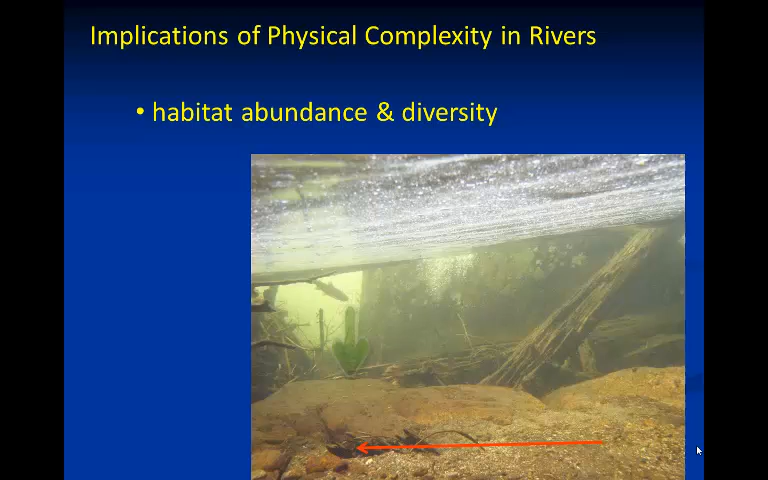 Implications of Physical Complexity in Rivers
• habitat abundance & diversity